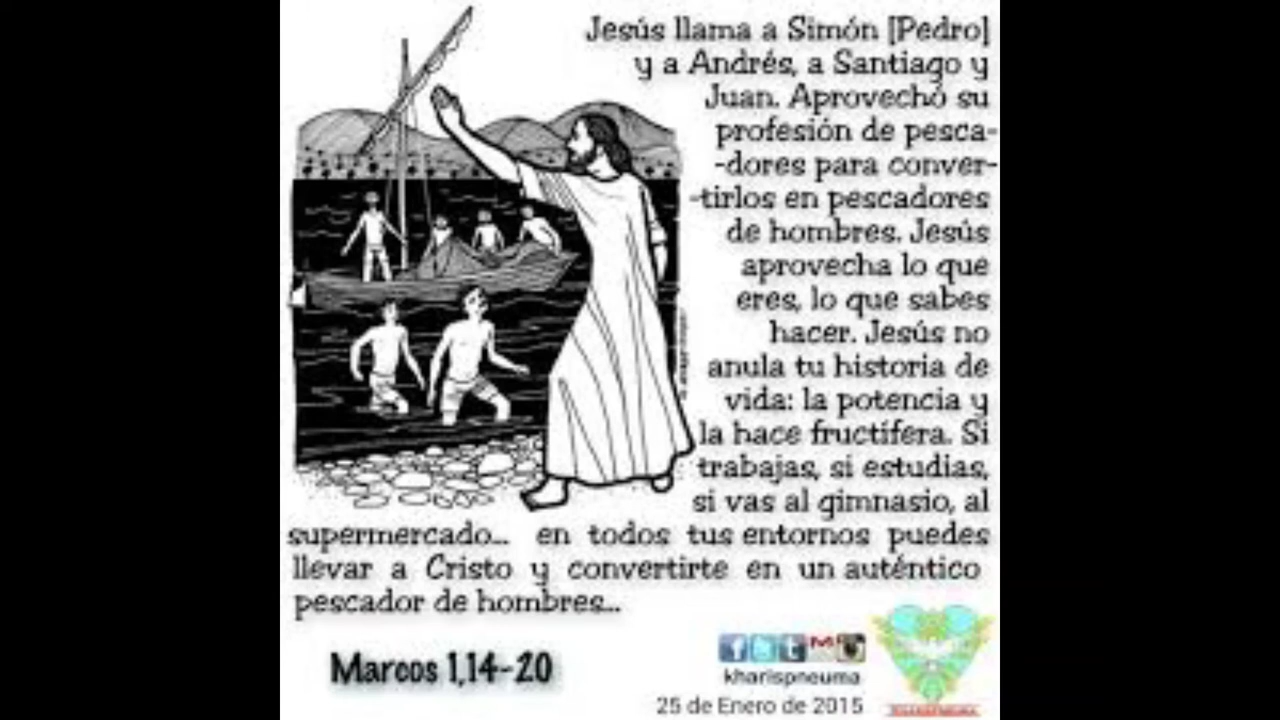 Jesús llama a Simón [Pedro]
y a Andrés, a Santiago y
Juan. Aprovechó su
profesión de pesca-
-dores para conver-
-tirlos en pescadores
de hombres. Jesús
aprovecha lo que
eres, lo que sabes
hacer. Jesús no
anula tu historia de
vida: la potencia y
la hace fructífera. Si
trabajas, si estudias,
si vas al gimnasio, al
supermercado... en todos tus entornos puedes
llevar a Cristo y convertirte en un auténtico
pescador de hombres...
Marcos 1,14-20
kharispneuma
25 de Enero de 2015